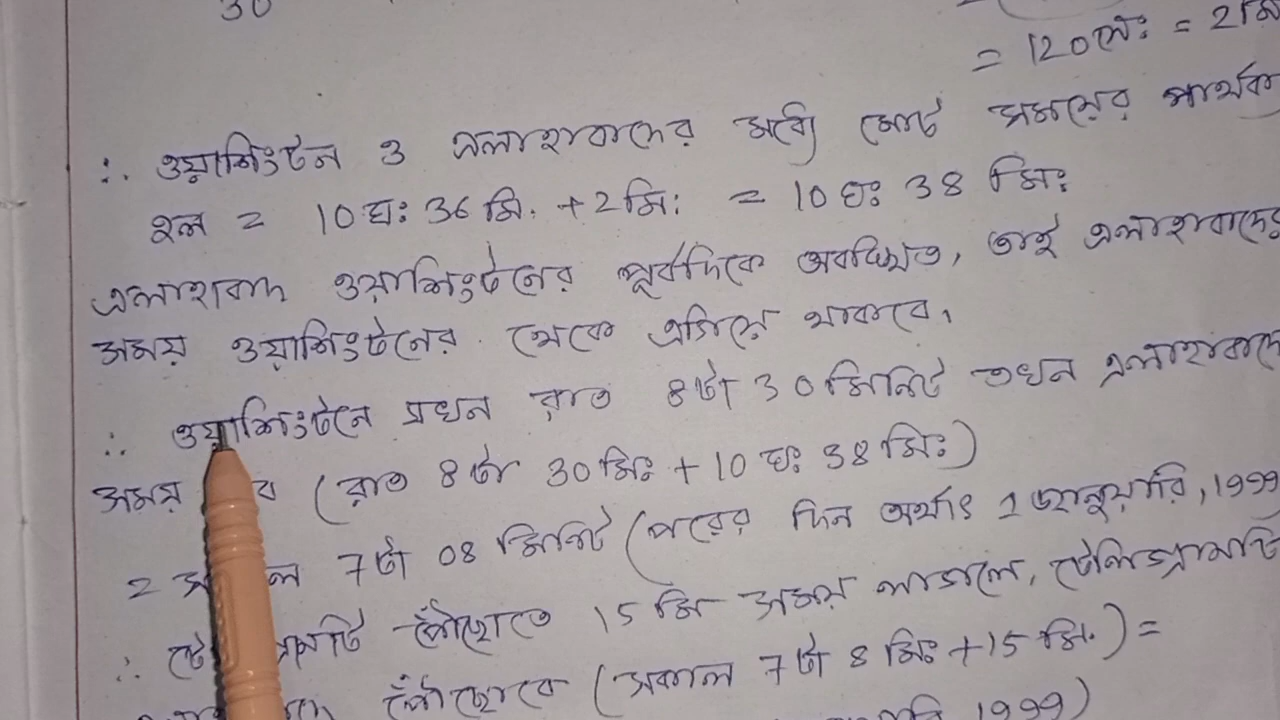 30
= 120 সেঃ = 2 মি
∴ ওয়াশিংটন ও এলাহাবাদের মধ্যে মোট সময়ের পার্থক্য
হল = 10 ঘঃ 36 মি. + 2 মি: = 10 ঘঃ 38 মিঃ
এলাহাবাদ ওয়াশিংটনের পূর্বদিকে অবস্থিত, তাই এলাহাবাদের
সময় ওয়াশিংটনের থেকে এগিয়ে থাকবে,
∴ ওয়াশিংটনে যখন রাত 8টা 30 মিনিট তখন এলাহাবাদে
সময় বে (রাত 8 টা 30 মিঃ + 10 ঘঃ 38 মিঃ)
= স ল 7টা 08 মিনিট (পরের দিন অর্থাৎ 1 জানুয়ারি, 1999
∴ টে গ্রামটি পৌঁছোতে 15 মি সময় লাগলে, টেলিগ্রামটি
পৌঁছোবে (সকাল 7টা 8 মিঃ + 15 মি.) =
1999)